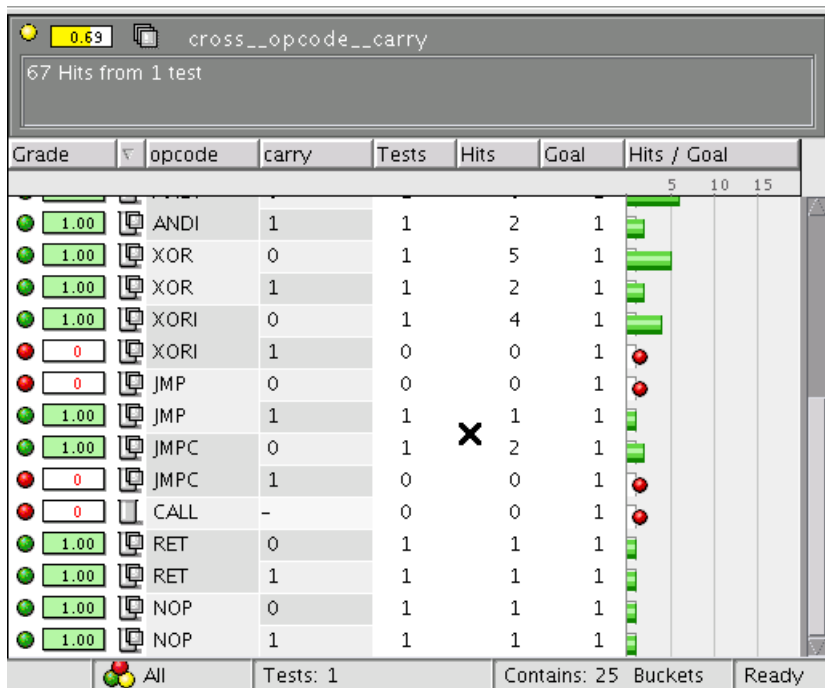 0.69 cross__opcode__carry
67 Hits from 1 test
Grade opcode carry Tests Hits Goal Hits / Goal
5 10 15
1.00 ANDI 1 1 2 1
1.00 XOR 0 1 5 1
1.00 XOR 1 1 2 1
1.00 XORI 0 1 4 1
0 XORI 1 0 0 1
0 JMP 0 0 0 1
1.00 JMP 1 1 1 1
1.00 JMPC 0 1 2 1
0 JMPC 1 0 0 1
0 CALL – 0 0 1
1.00 RET 0 1 1 1
1.00 RET 1 1 1 1
1.00 NOP 0 1 1 1
1.00 NOP 1 1 1 1
All Tests: 1 Contains: 25 Buckets Ready